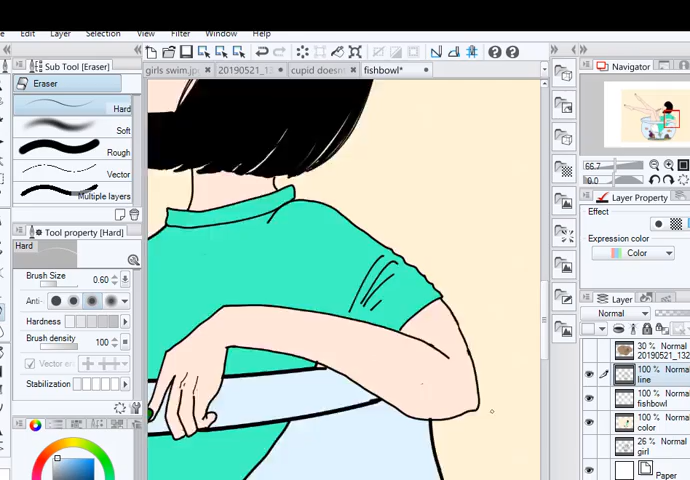 Edit Layer Selection View Filter Window Help
Sub Tool [Eraser]
Eraser
Hard
Soft
Rough
Vector
Multiple layers
Tool property [Hard]
Hard
Brush Size 0.60
Anti-
Hardness
Brush density 100
Vector e
Stabilization
girls swim.jp 20190521_1 cupid doesn fishbowl*
Navigator
66.7
0.0
Layer Property
Effect
Expression color
Color
Layer
Normal
30 % Normal
20190521_132
100 % Normal
line
100 % Normal
fishbowl
100 % Normal
color
26 % Normal
girl
Paper